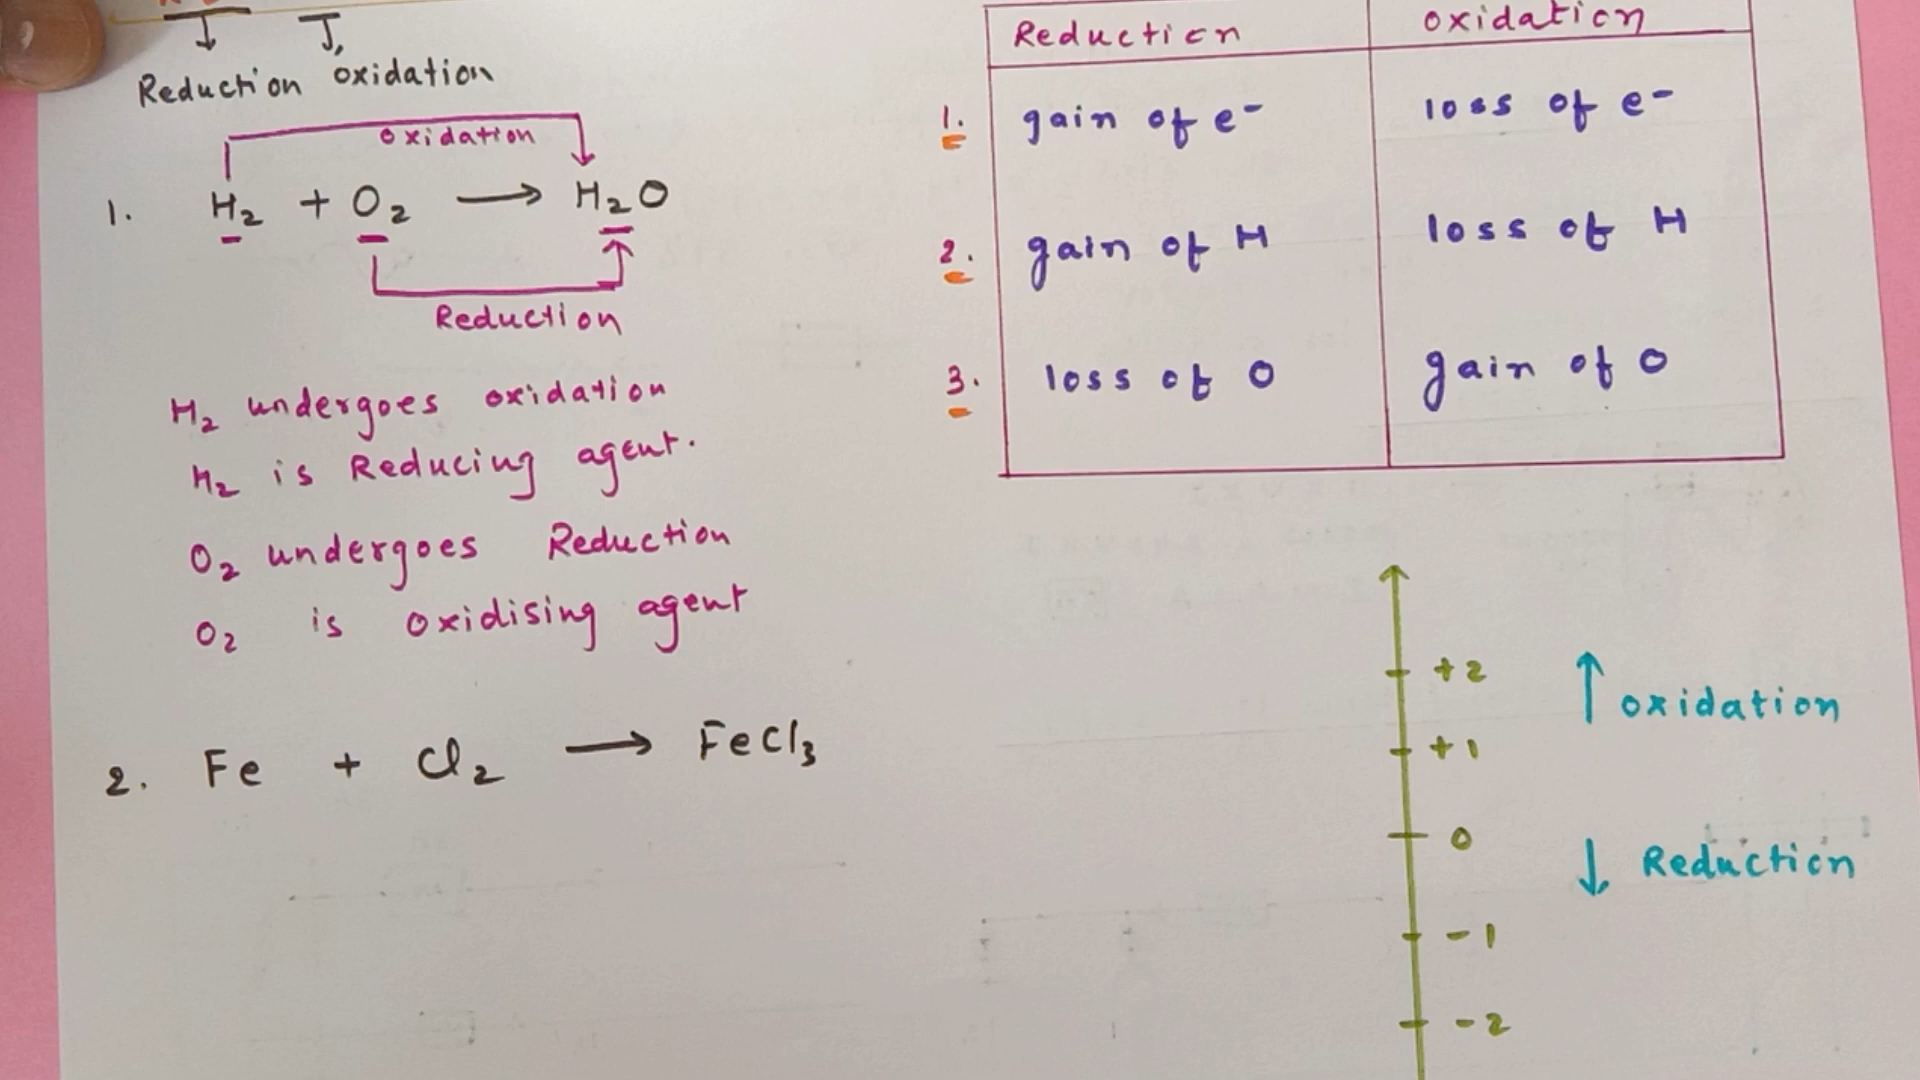 Reduction oxidation
oxidation
1. H₂ + O₂ → H₂O
Reduction
H₂ undergoes oxidation
H₂ is Reducing agent.
O₂ undergoes Reduction
O₂ is oxidising agent
2. Fe + Cl₂ → FeCl₃
Reduction oxidation
1. gain of e- loss of e-
2. gain of H loss of H
3. loss of O gain of O
+2
↑ oxidation
+1
0
↓ Reduction
-1
-2